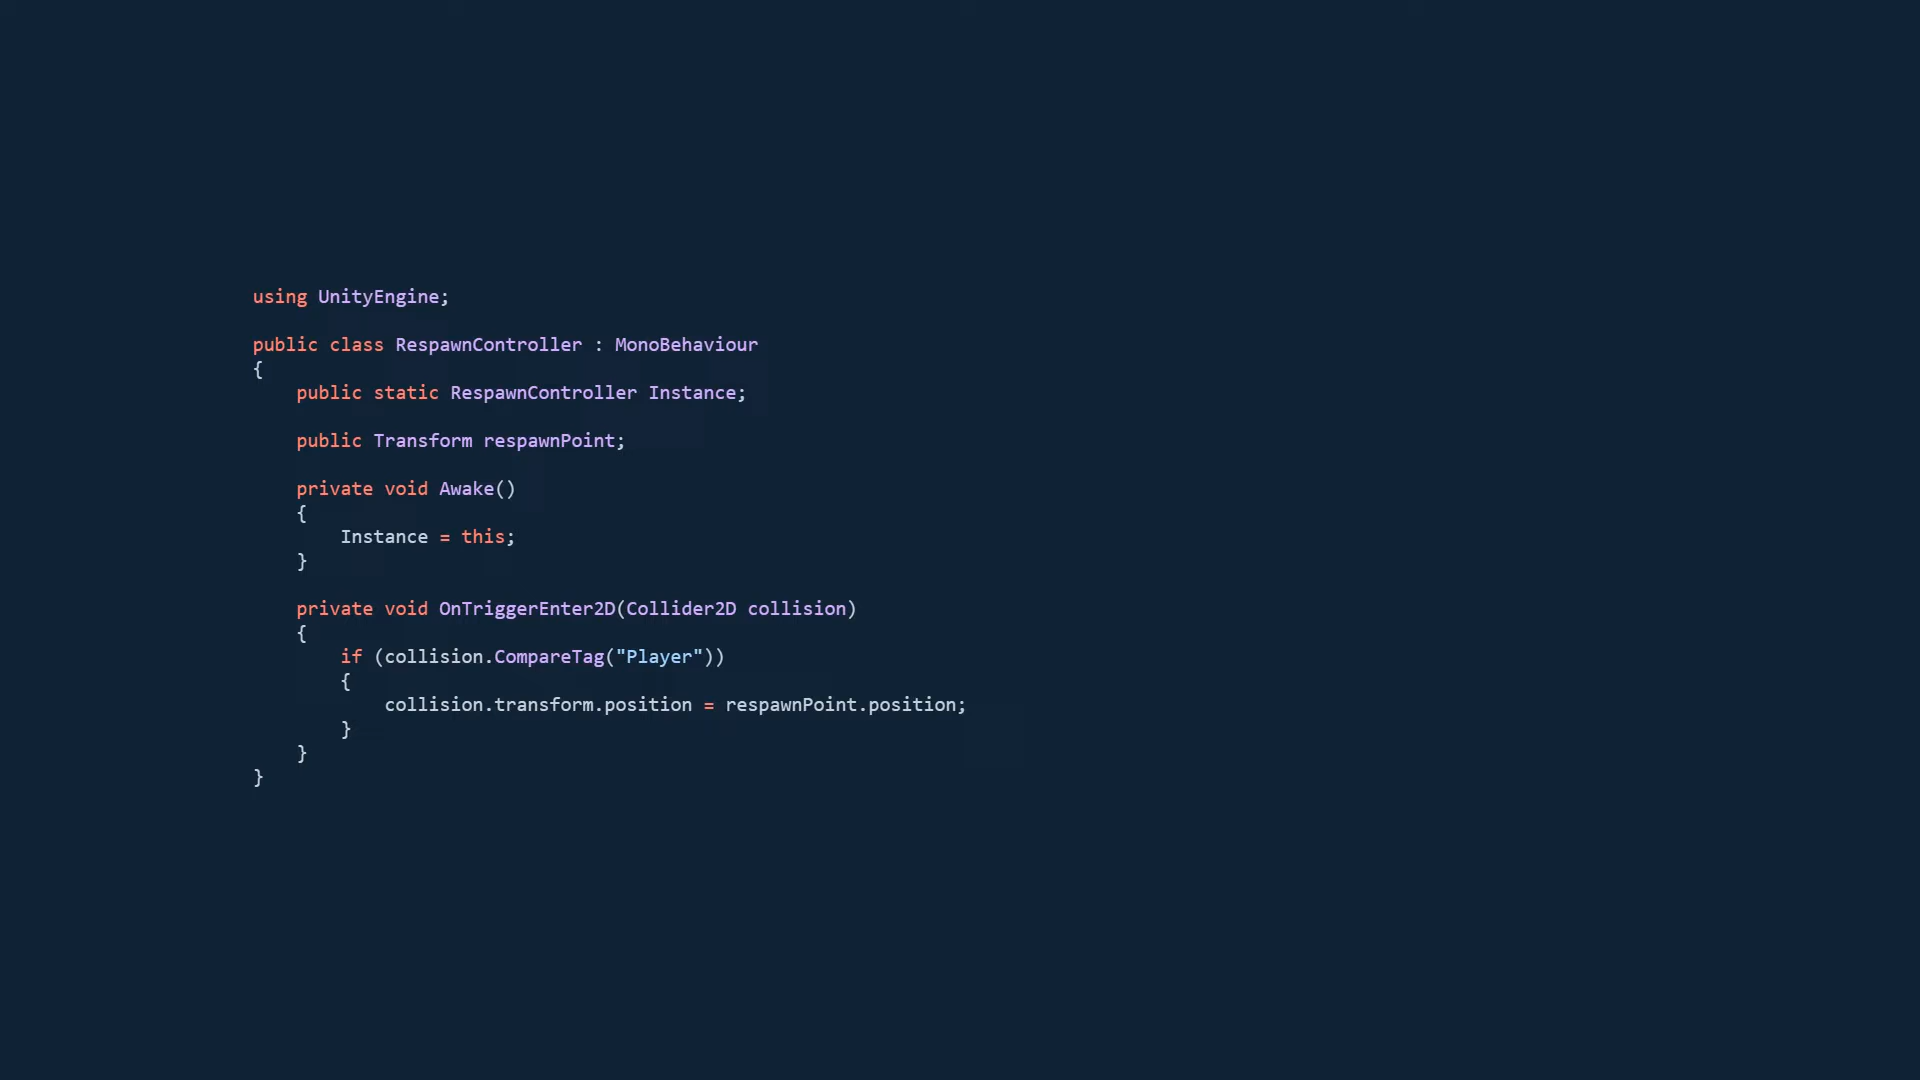 using UnityEngine;
public class RespawnController : MonoBehaviour
{
    public static RespawnController Instance;
    public Transform respawnPoint;
    private void Awake()
    {
        Instance = this;
    }
    private void OnTriggerEnter2D(Collider2D collision)
    {
        if (collision.CompareTag("Player"))
        {
            collision.transform.position = respawnPoint.position;
        }
    }
}